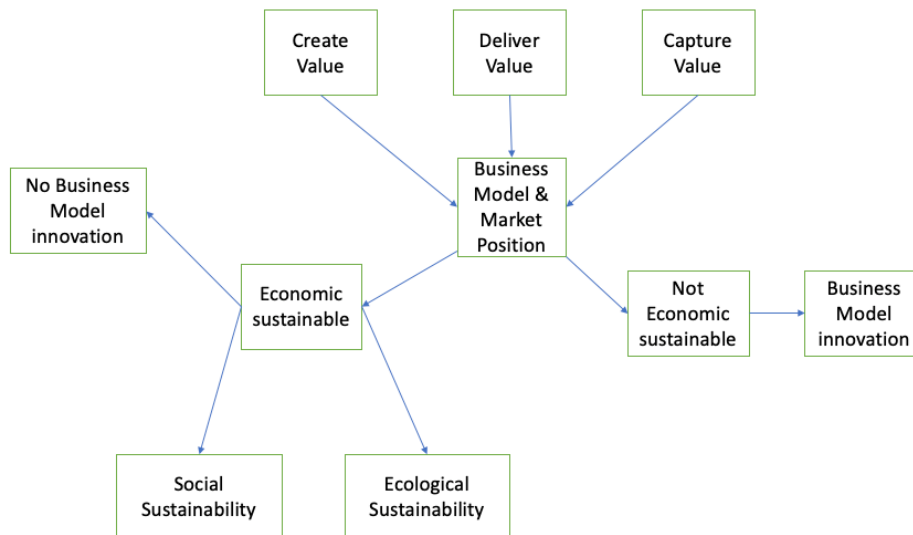 Create
Value
Deliver
Value
Capture
Value
Business
Model &
Market
Position
No Business
Model
innovation
Economic
sustainable
Not
Economic
sustainable
Business
Model
innovation
Social
Sustainability
Ecological
Sustainability